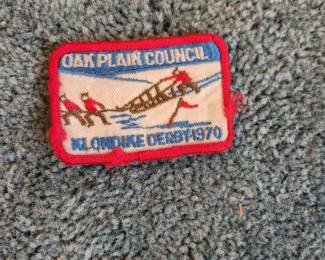 OAK PLAIN COUNCIL
KLONDIKE DERBY-1970